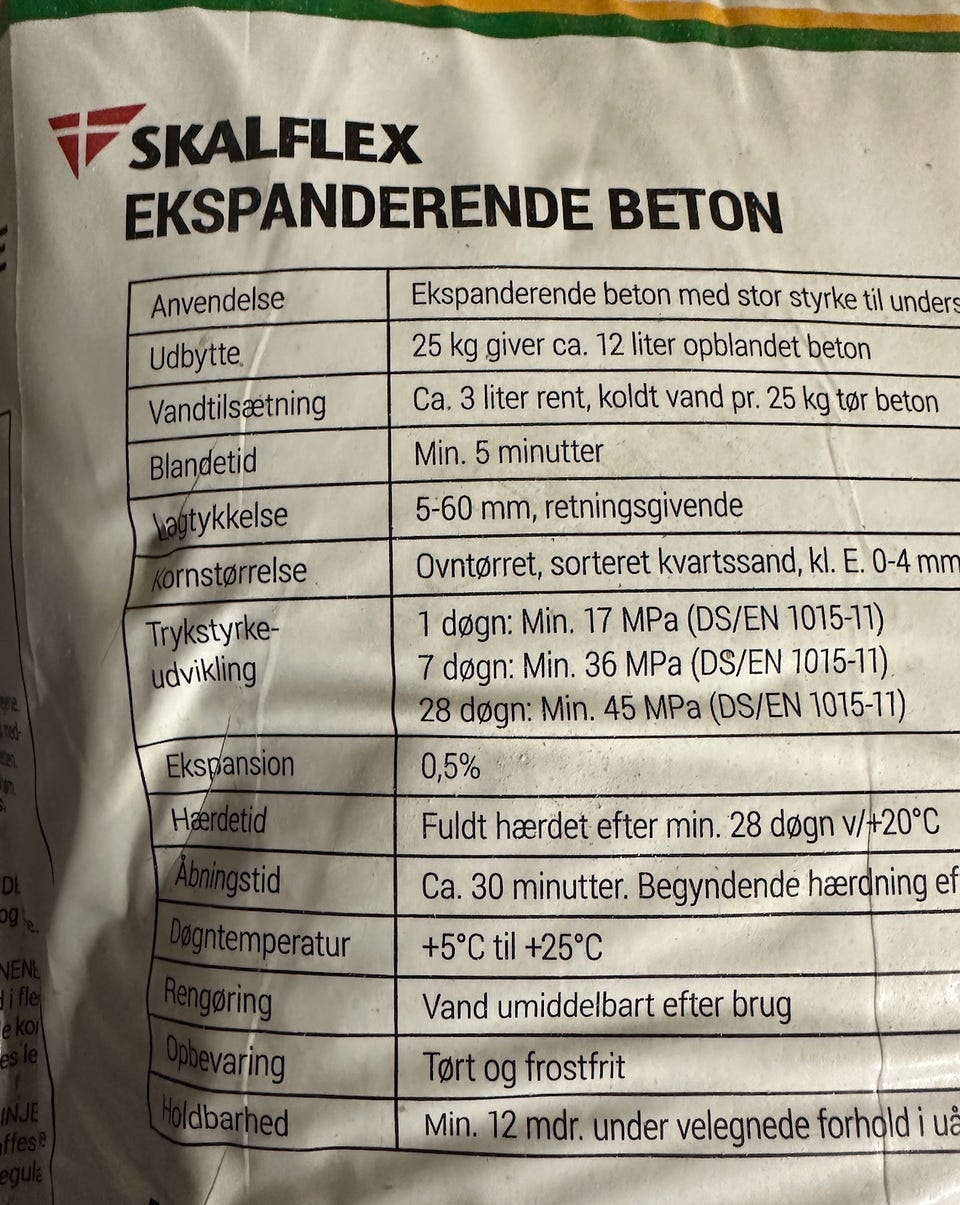 SKALFLEX
EKSPANDERENDE BETON
Anvendelse Ekspanderende beton med stor styrke til unders
Udbytte 25 kg giver ca. 12 liter opblandet beton
Vandtilsætning Ca. 3 liter rent, koldt vand pr. 25 kg tør beton
Blandetid Min. 5 minutter
Lagtykkelse 5-60 mm, retningsgivende
Kornstørrelse Ovntørret, sorteret kvartssand, kl. E. 0-4 mm
Trykstyrke- 1 døgn: Min. 17 MPa (DS/EN 1015-11)
udvikling 7 døgn: Min. 36 MPa (DS/EN 1015-11)
28 døgn: Min. 45 MPa (DS/EN 1015-11)
Ekspansion 0,5%
Hærdetid Fuldt hærdet efter min. 28 døgn v/+20°C
Åbningstid Ca. 30 minutter. Begyndende hærdning ef
Døgntemperatur +5°C til +25°C
Rengøring Vand umiddelbart efter brug
Opbevaring Tørt og frostfrit
Holdbarhed Min. 12 mdr. under velegnede forhold i uå